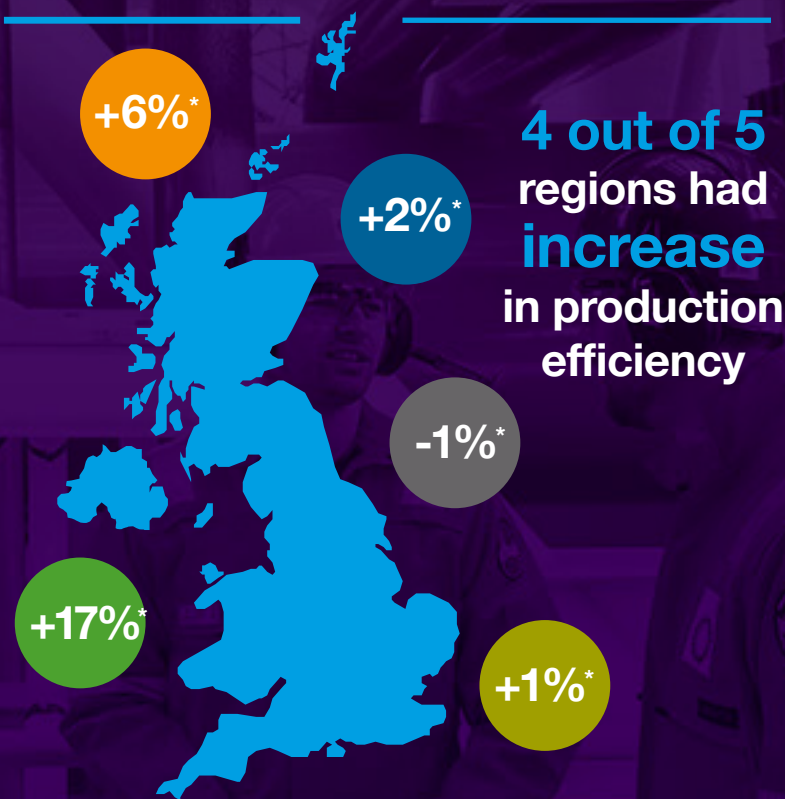 +6%*
+2%*
4 out of 5
regions had
increase
in production
efficiency
-1%*
+17%*
+1%*